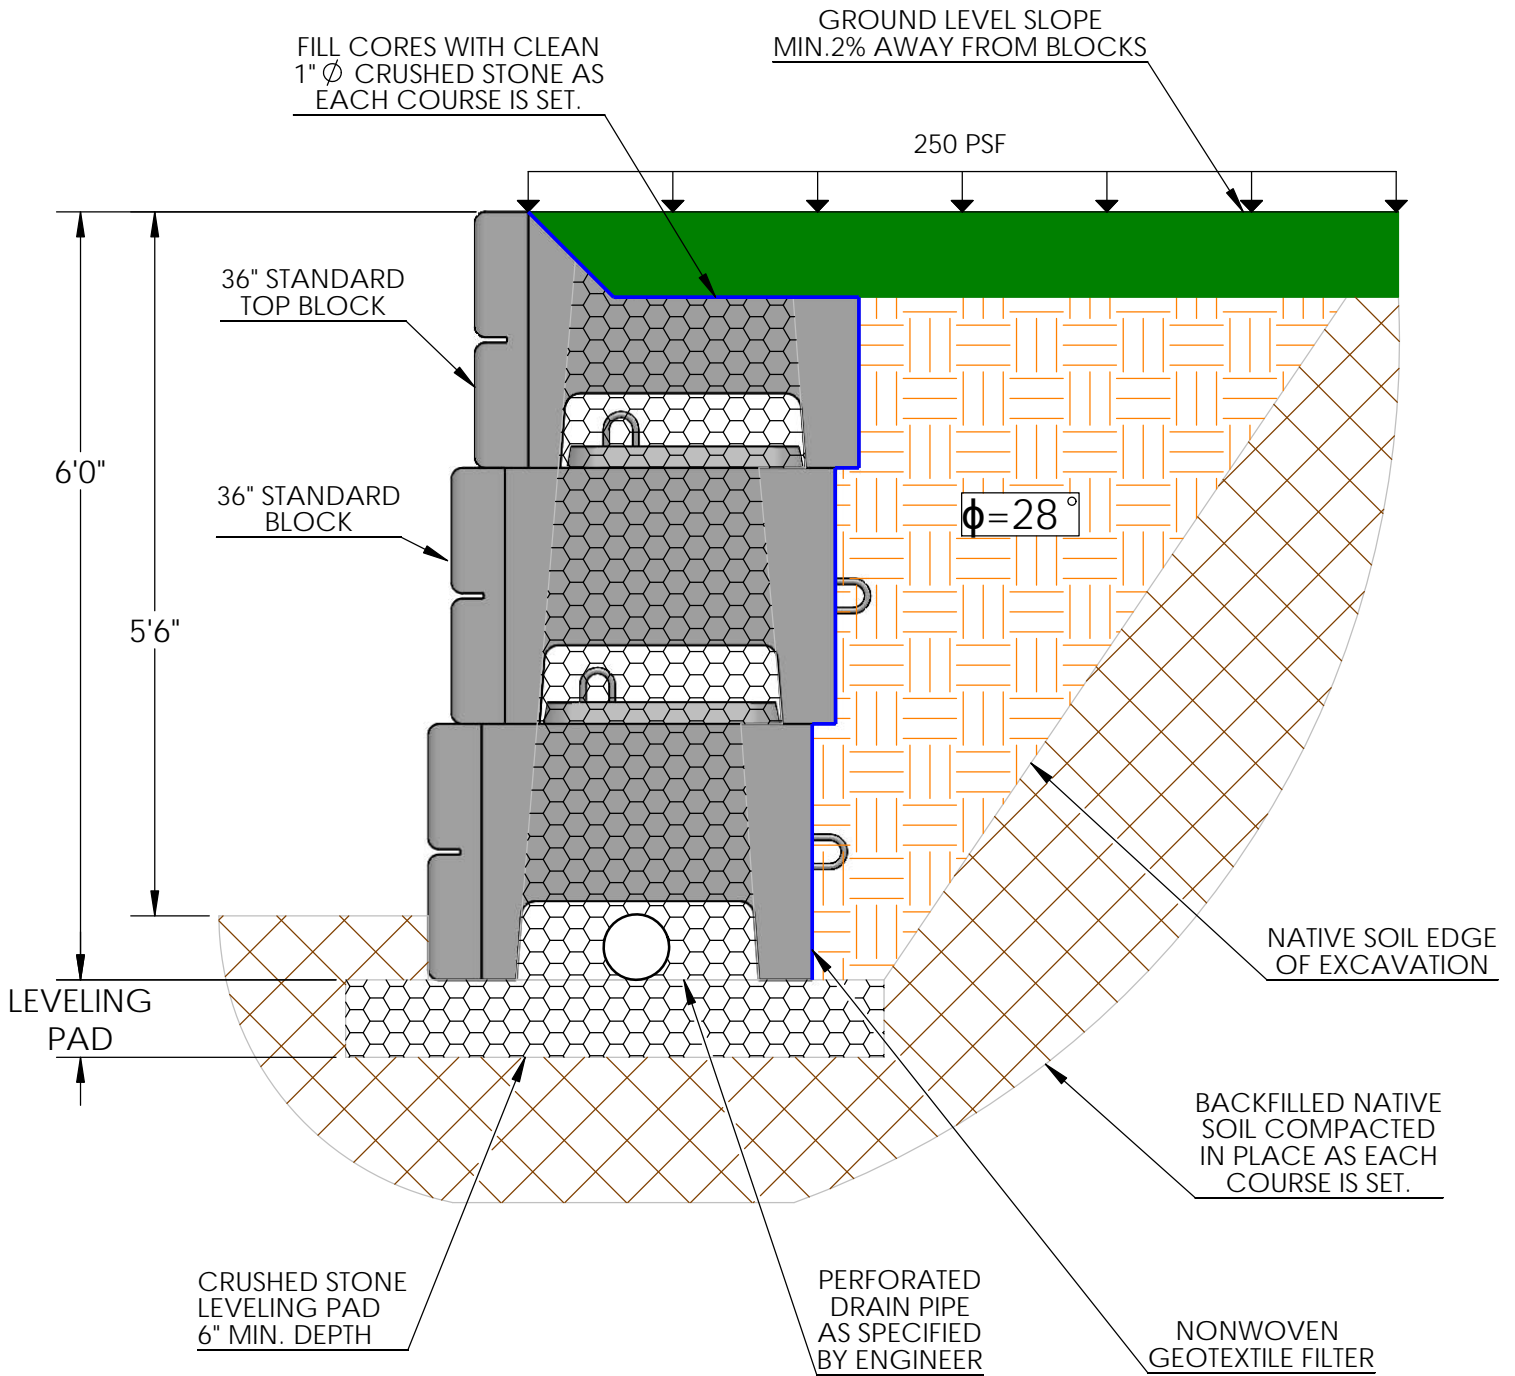 GROUND LEVEL SLOPE
MIN.2% AWAY FROM BLOCKS
FILL CORES WITH CLEAN
1"∅ CRUSHED STONE AS
EACH COURSE IS SET.
250 PSF
36" STANDARD
TOP BLOCK
6'0"
36" STANDARD
BLOCK
ϕ=28°
5'6"
NATIVE SOIL EDGE
OF EXCAVATION
LEVELING
PAD
BACKFILLED NATIVE
SOIL COMPACTED
IN PLACE AS EACH
COURSE IS SET.
CRUSHED STONE
LEVELING PAD
6" MIN. DEPTH
PERFORATED
DRAIN PIPE
AS SPECIFIED
BY ENGINEER
NONWOVEN
GEOTEXTILE FILTER